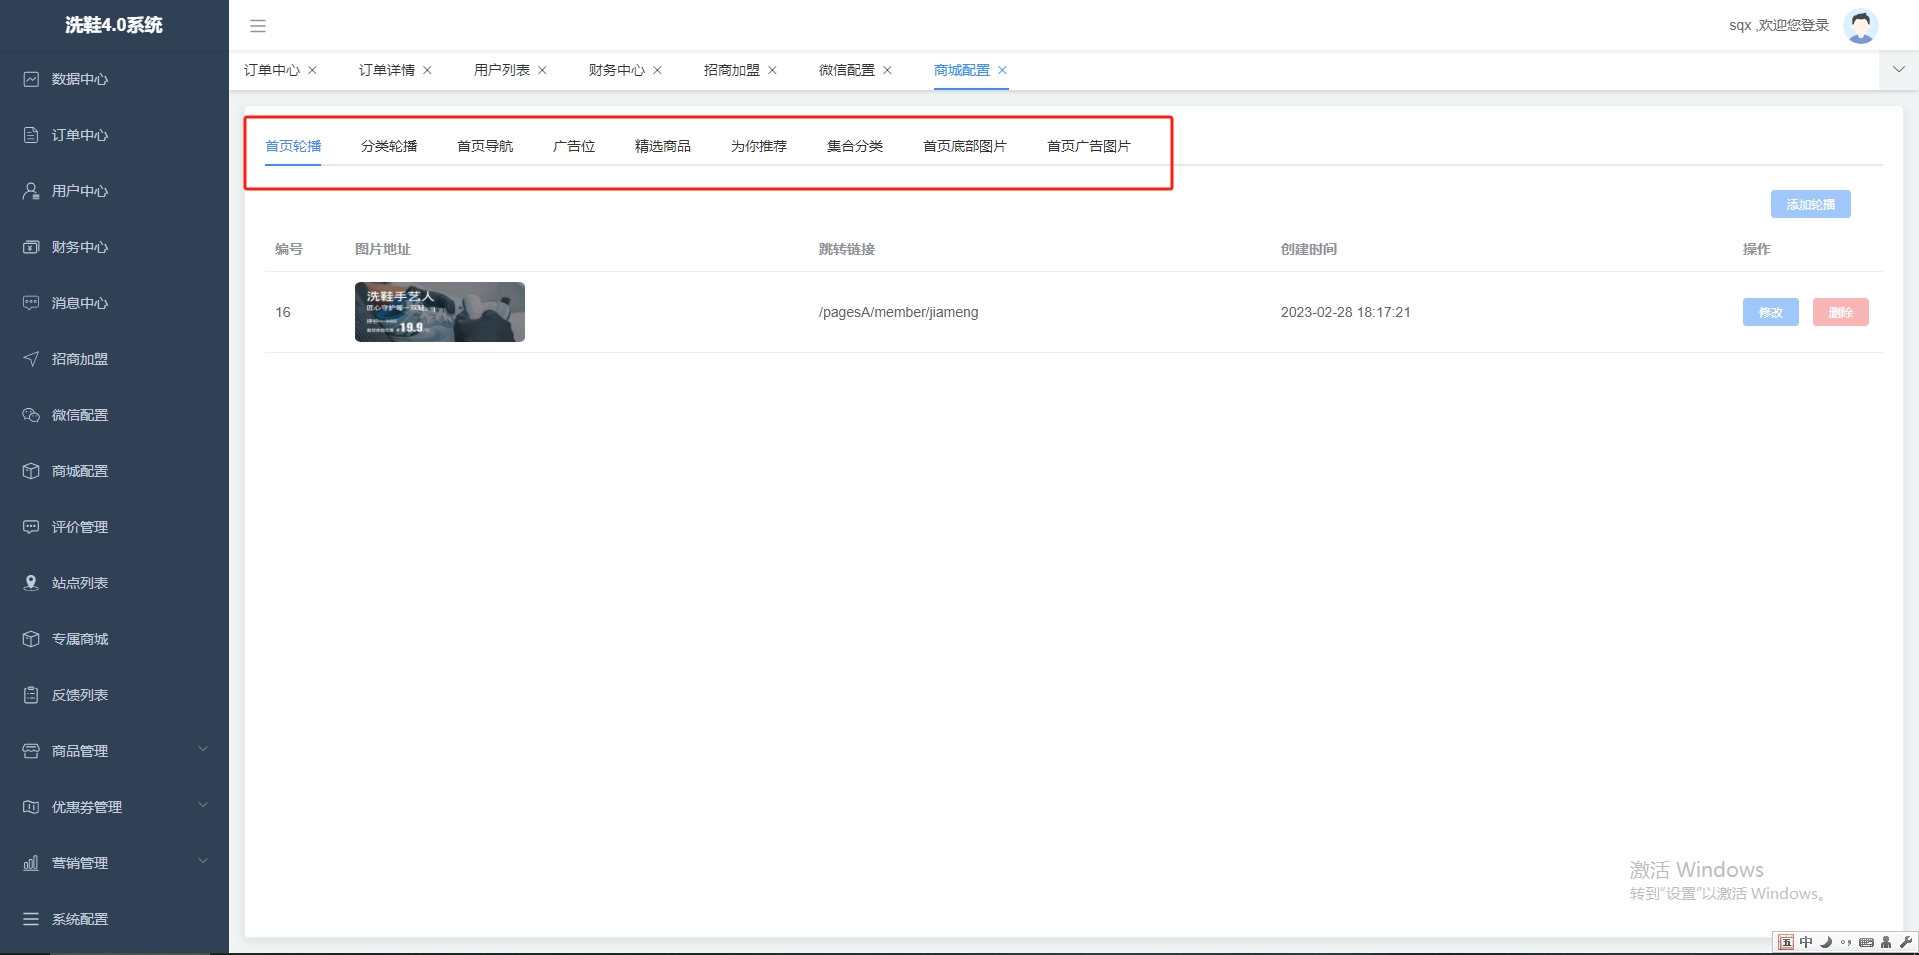 洗鞋4.0系统
sqx ,欢迎您登录
数据中心
订单中心
用户中心
财务中心
消息中心
招商加盟
微信配置
商城配置
评价管理
站点列表
专属商城
反馈列表
商品管理
优惠券管理
营销管理
系统配置
订单中心 订单详情 用户列表 财务中心 招商加盟 微信配置 商城配置
首页轮播 分类轮播 首页导航 广告位 精选商品 为你推荐 集合分类 首页底部图片 首页广告图片
添加轮播
编号 图片地址 跳转链接 创建时间 操作
16 /pagesA/member/jiameng 2023-02-28 18:17:21 修改 删除
洗鞋手艺人
19.9
激活 Windows
转到“设置”以激活 Windows。
五 中